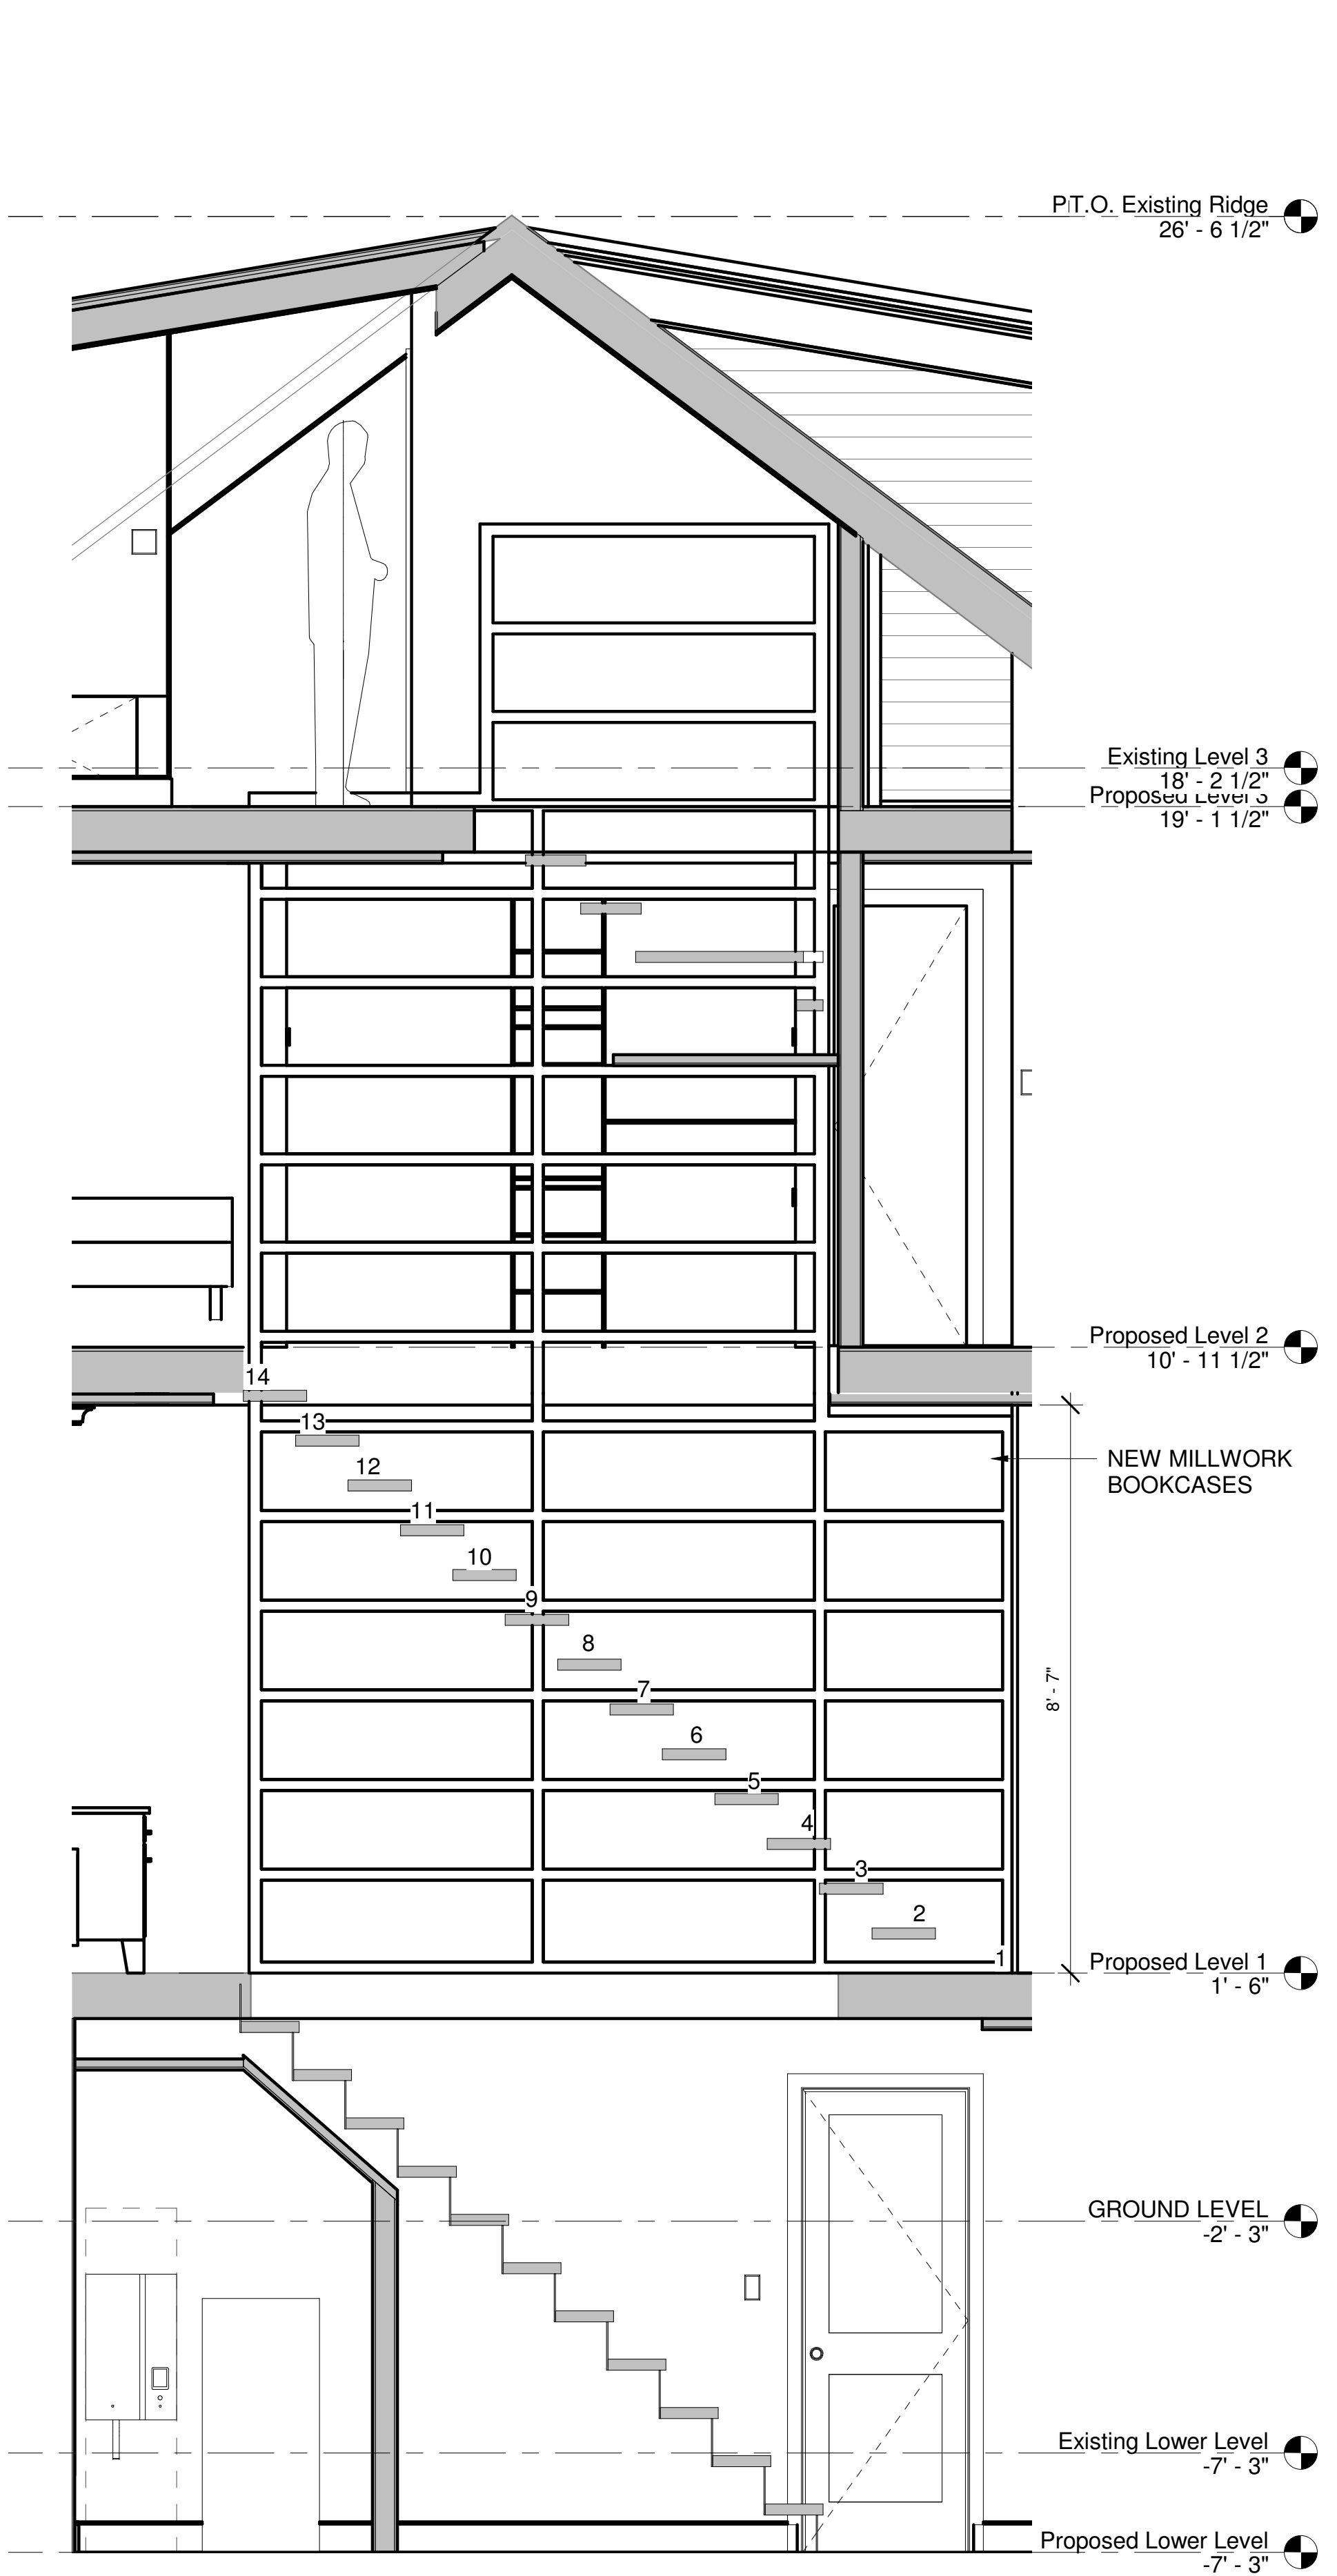 P.T.O. Existing Ridge
26' - 6 1/2"
Existing Level 3
18' - 2 1/2"
Proposed Level 3
19' - 1 1/2"
Proposed Level 2
10' - 11 1/2"
14
13
NEW MILLWORK
BOOKCASES
12
11
10
9
8
7
8' - 7"
6
5
4
3
2
1
Proposed Level 1
1' - 6"
GROUND LEVEL
-2' - 3"
Existing Lower Level
-7' - 3"
Proposed Lower Level
-7' - 3"